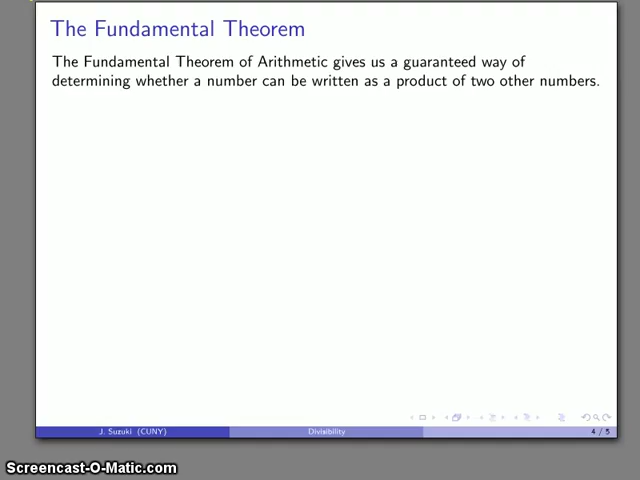 The Fundamental Theorem
The Fundamental Theorem of Arithmetic gives us a guaranteed way of
determining whether a number can be written as a product of two other numbers.
J. Suzuki (CUNY)
Divisibility
4 / 5
Screencast-O-Matic.com